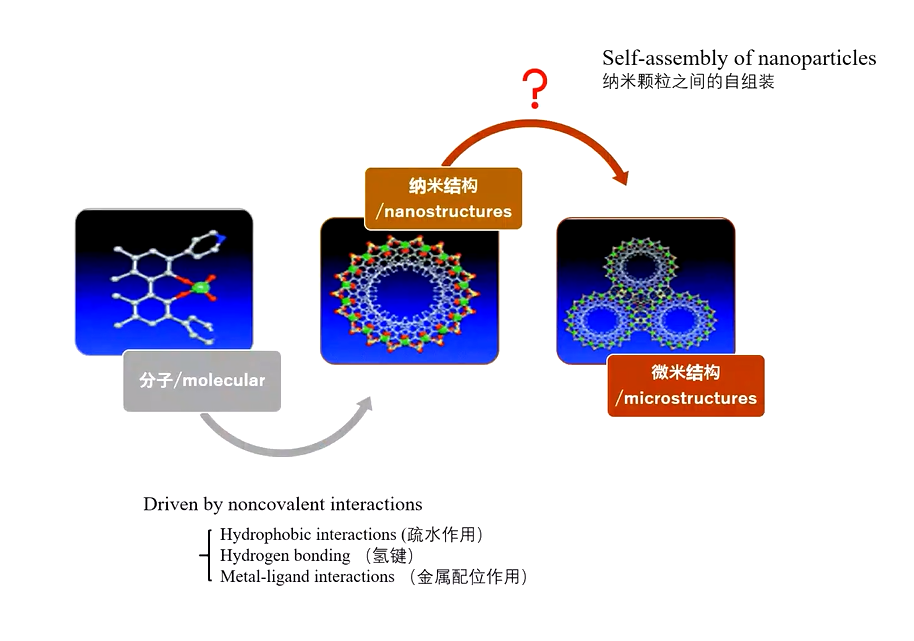 Self-assembly of nanoparticles
纳米颗粒之间的自组装
?
纳米结构
/nanostructures
分子/molecular
微米结构
/microstructures
Driven by noncovalent interactions
Hydrophobic interactions (疏水作用)
Hydrogen bonding （氢键）
Metal-ligand interactions （金属配位作用）